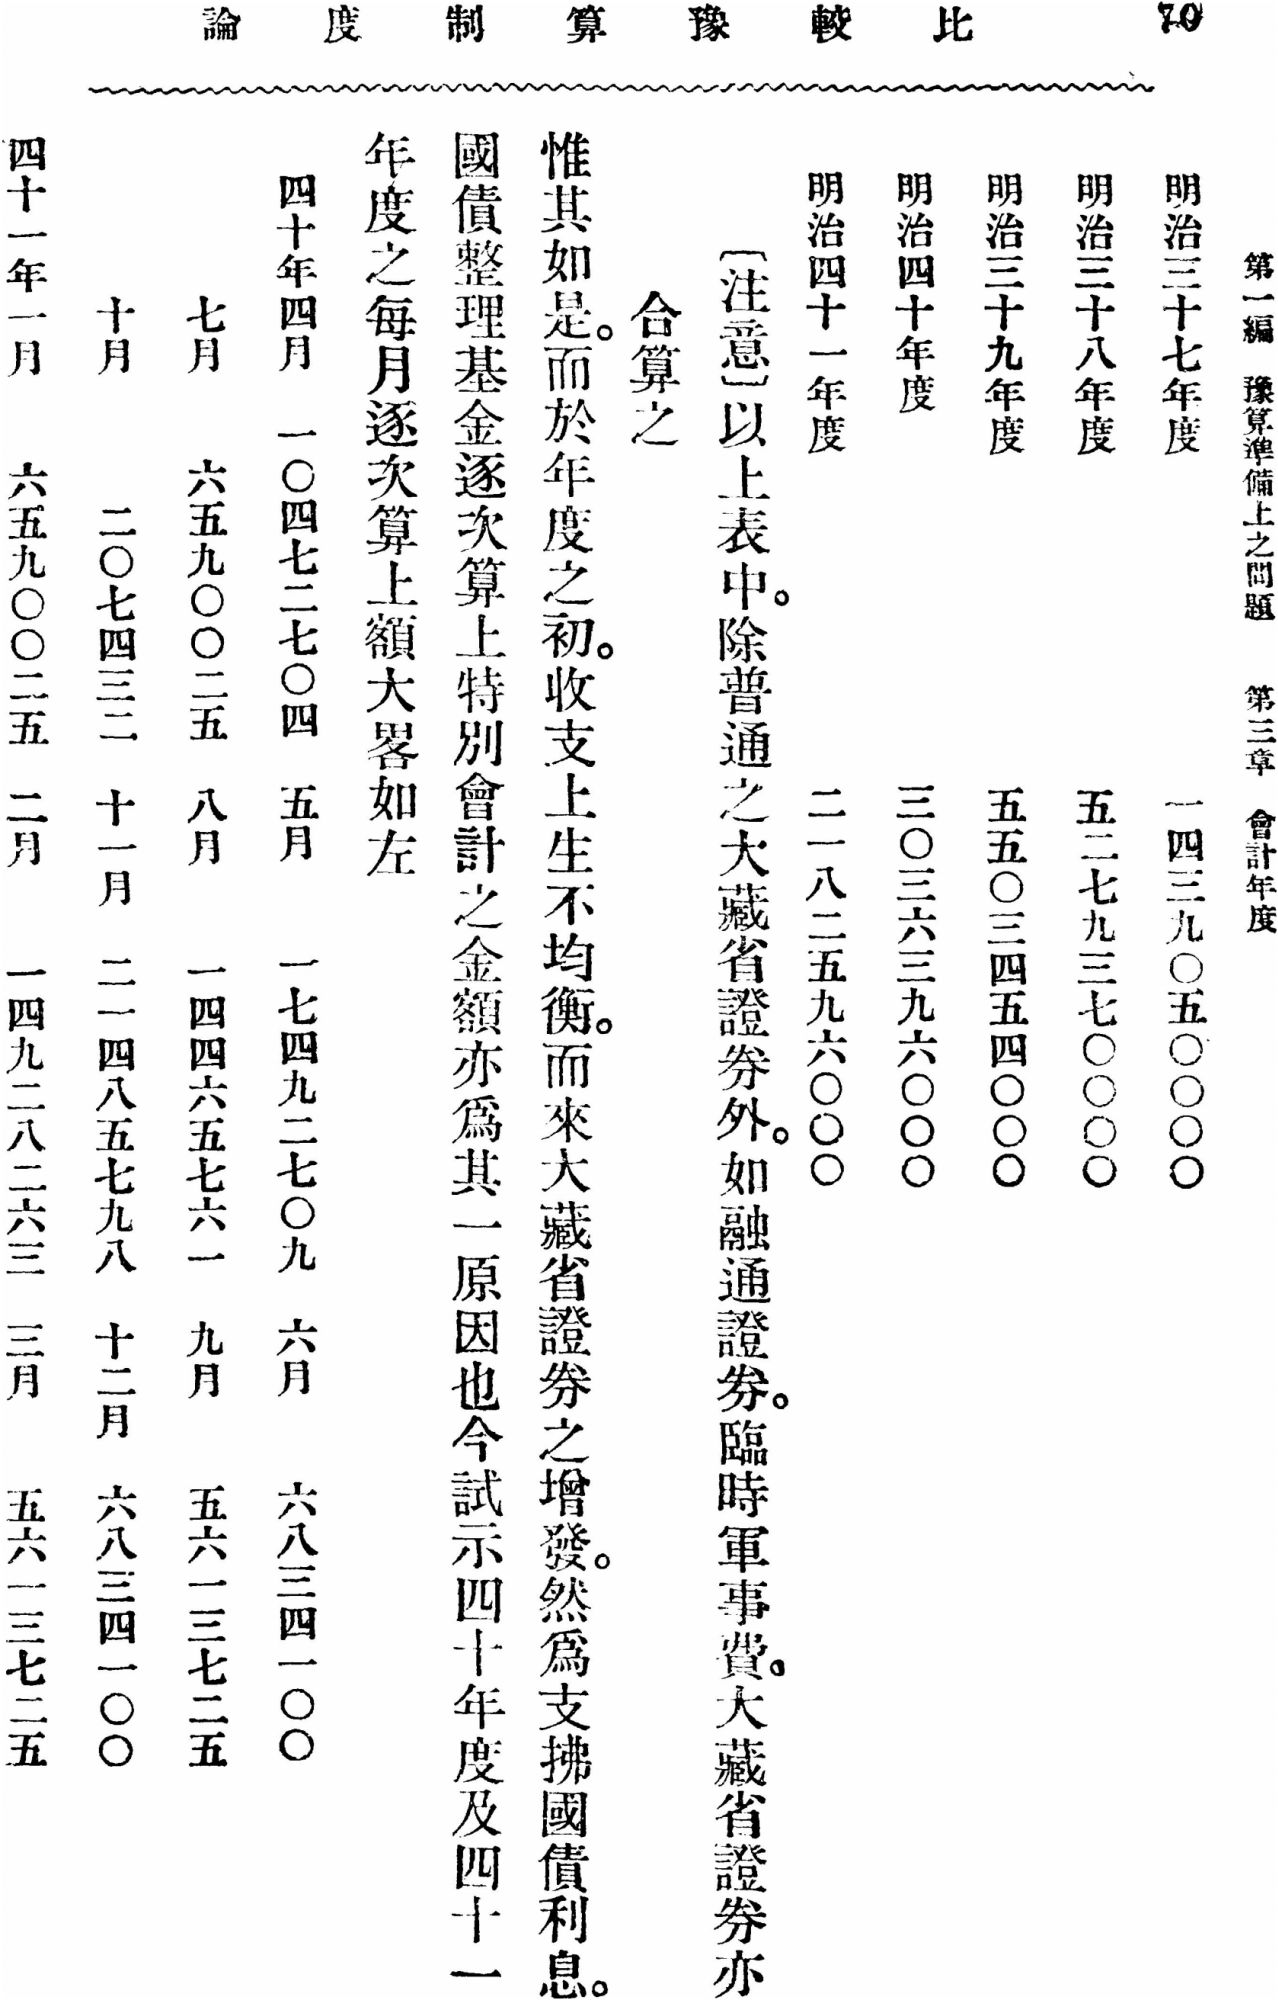 70
比較豫算制度論
第一編　豫算準備上之問題　第三章　會計年度
明治三十七年度　一四三九〇五〇〇〇〇
明治三十八年度　五二七九三七〇〇〇〇
明治三十九年度　五五〇三四五四〇〇〇
明治四十年度　三〇三六三九六〇〇〇
明治四十一年度　二一八二五九六〇〇〇
〔注意〕以上表中。除普通之大藏省證券外。如融通證券。臨時軍事費。大藏省證券亦
合算之
惟其如是。而於年度之初。收支上生不均衡。而來大藏省證券之增發。然爲支拂國債利息。
國債整理基金逐次算上特別會計之金額亦爲其一原因也今試示四十年度及四十一
年度之每月逐次算上額大畧如左
四十年四月　一〇四七二七〇四　五月　一七四九二七〇九　六月　六八三四一〇〇
七月　六五九〇〇二五　八月　一四四六五七六一　九月　五六一三七二五
十月　二〇七四三二　十一月　二一四八五七九八　十二月　六八三四一〇〇
四十一年一月　六五九〇〇二五　二月　一四九二八二六三　三月　五六一三七二五